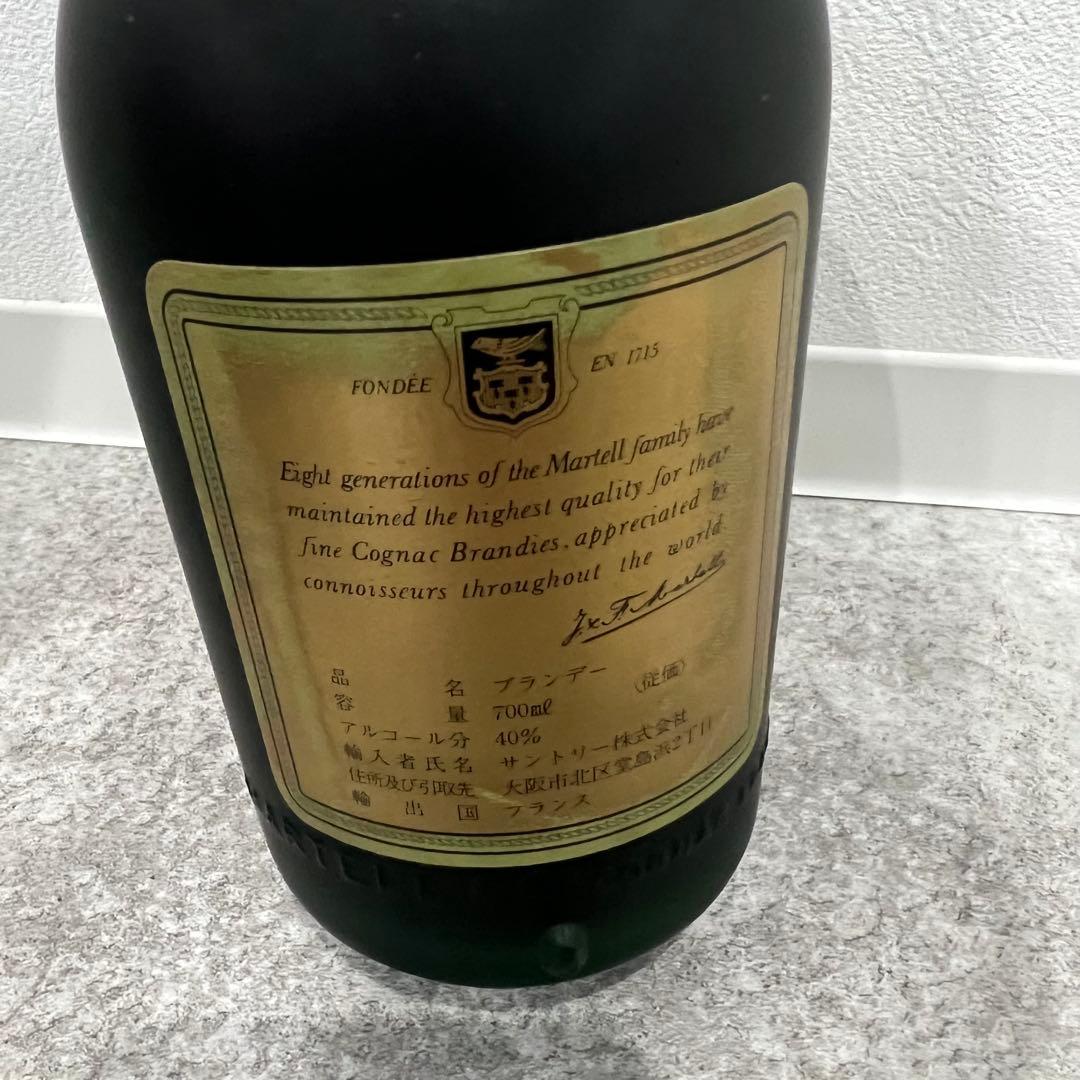 FONDÉE EN 1715
Eight generations of the Martell family have
maintained the highest quality for their
fine Cognac Brandies, appreciated by
connoisseurs throughout the world.
J & F Martell
品名 ブランデー (従価)
容量 700ml
アルコール分 40%
輸入者氏名 サントリー株式会社
住所及び引取先 大阪市北区堂島浜2丁目
輸出国 フランス